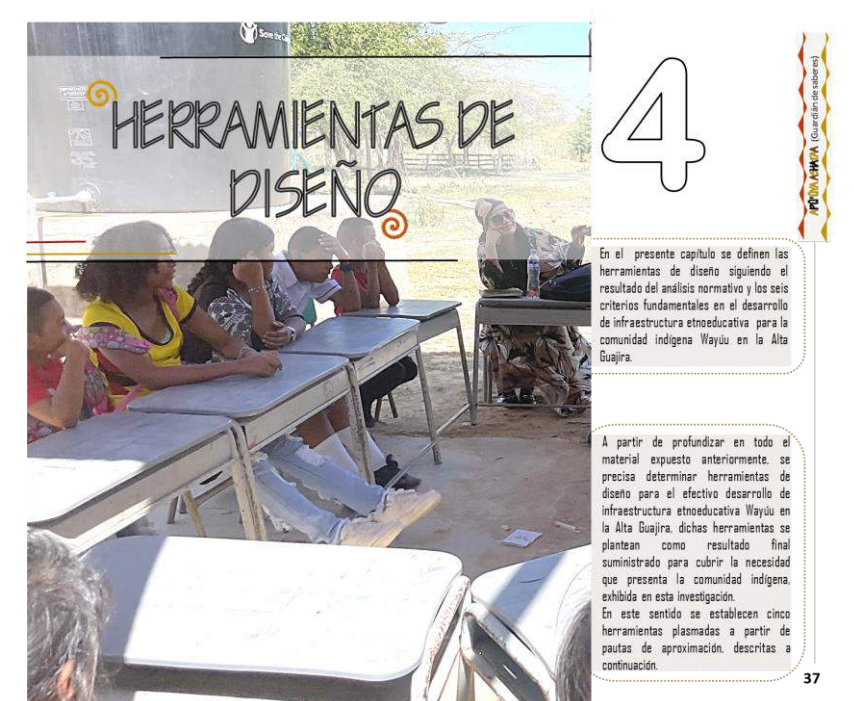 Save the
HERRAMIENTAS DE
DISEÑO
4
(Guardián de saberes)
En el presente capítulo se definen las
herramientas de diseño siguiendo el
resultado del análisis normativo y los seis
criterios fundamentales en el desarrollo
de infraestructura etnoeducativa para la
comunidad indígena Wayúu en la Alta
Guajira.
A partir de profundizar en todo el
material expuesto anteriormente, se
precisa determinar herramientas de
diseño para el efectivo desarrollo de
infraestructura etnoeducativa Wayúu en
la Alta Guajira, dichas herramientas se
plantean como resultado final
suministrado para cubrir la necesidad
que presenta la comunidad indígena,
exhibida en esta investigación.
En este sentido se establecen cinco
herramientas plasmadas a partir de
pautas de aproximación, descritas a
continuación.
37